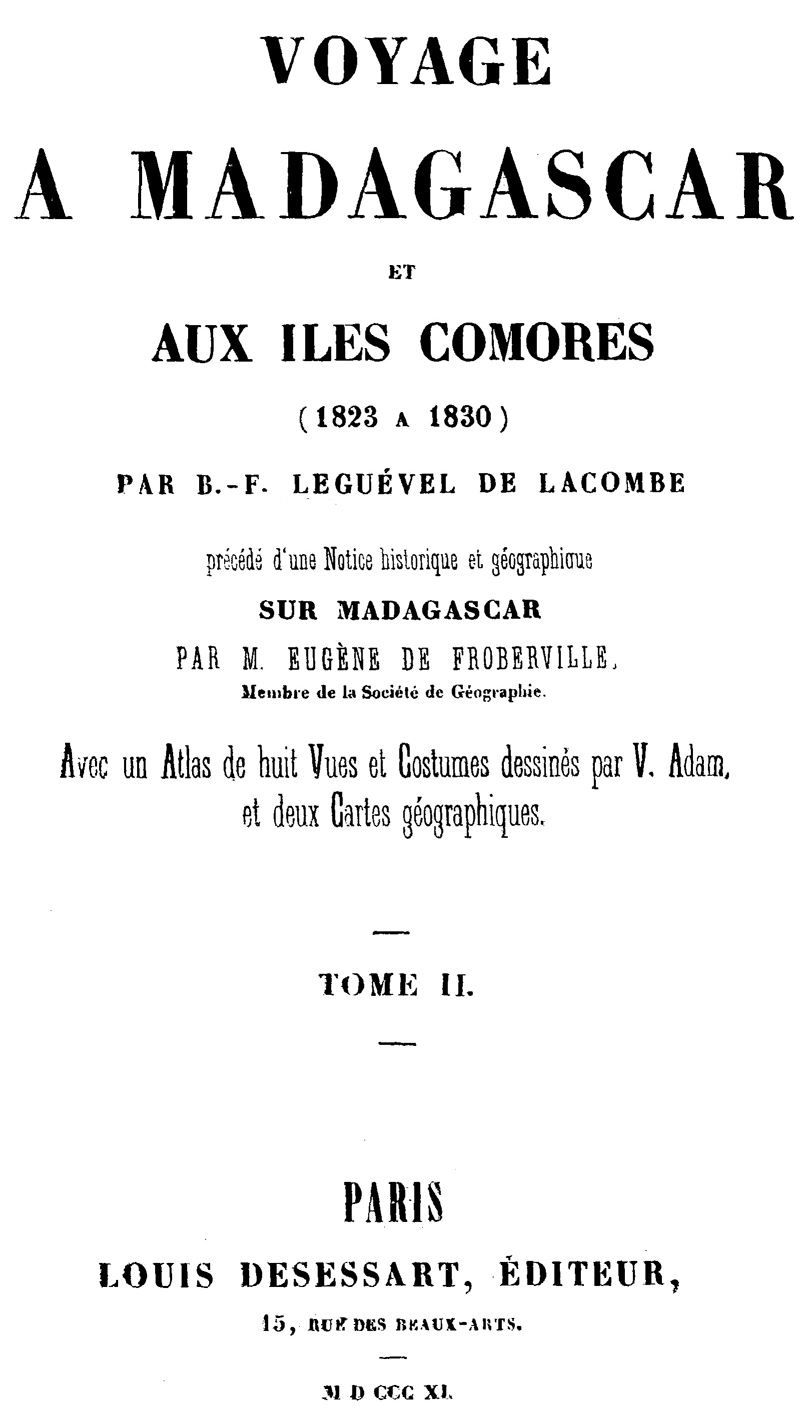 VOYAGE
A MADAGASCAR
ET
AUX ILES COMORES
(1823 A 1830)
PAR B.-F. LEGUÉVEL DE LACOMBE
précédé d'une Notice historique et géographique
SUR MADAGASCAR
PAR M. EUGÈNE DE FROBERVILLE,
Membre de la Société de Géographie.
Avec un Atlas de huit Vues et Costumes dessinés par V. Adam,
et deux Cartes géographiques.
TOME II.
PARIS
LOUIS DESESSART, ÉDITEUR,
15, RUE DES BEAUX-ARTS.
M D CCC XL